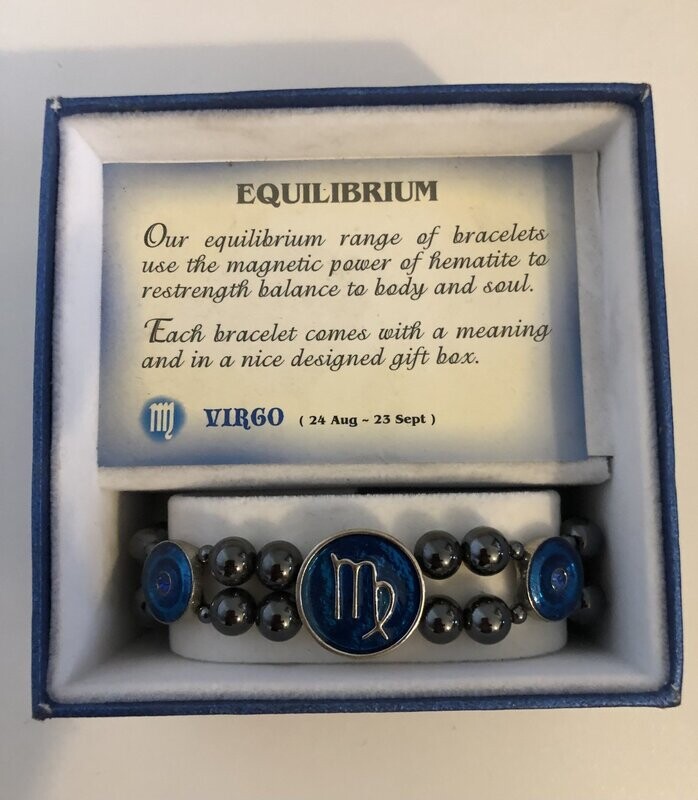 EQUILIBRIUM
Our equilibrium range of bracelets
use the magnetic power of hematite to
restrength balance to body and soul.
Each bracelet comes with a meaning
and in a nice designed gift box.
VIRGO ( 24 Aug ~ 23 Sept )